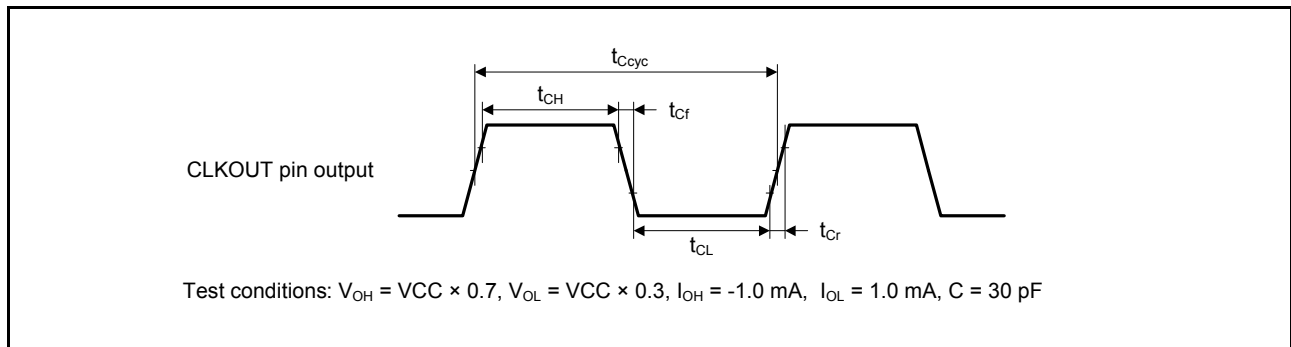 tCcyc
tCH
tCf
CLKOUT pin output
tCL
tCr
Test conditions: VOH = VCC × 0.7, VOL = VCC × 0.3, IOH = -1.0 mA, IOL = 1.0 mA, C = 30 pF